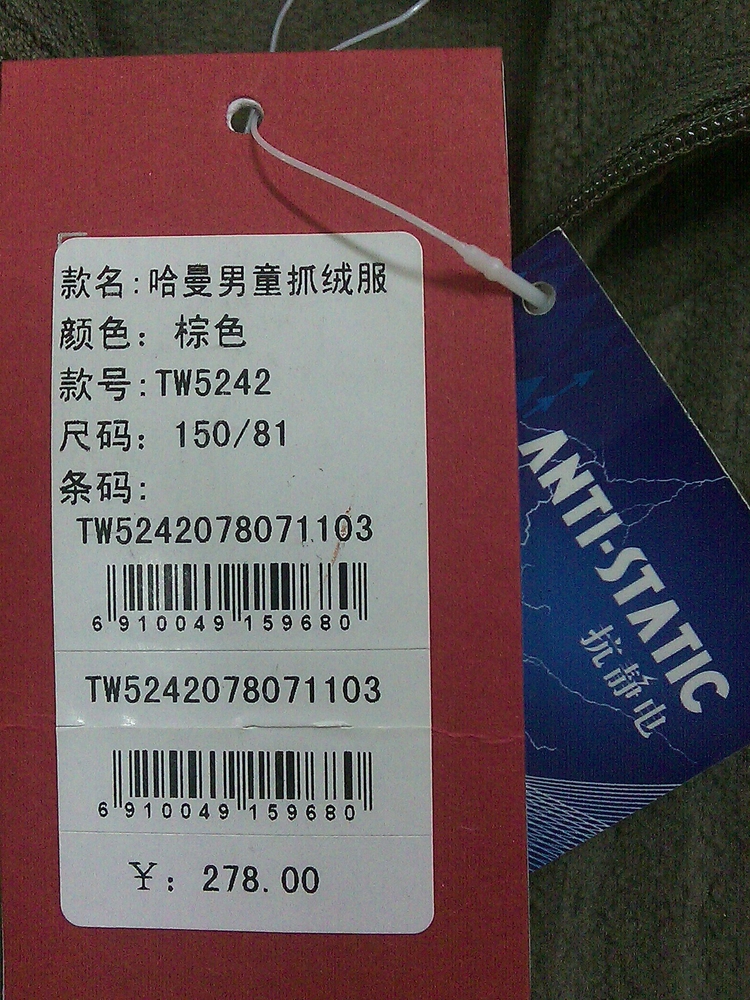 款名:哈曼男童抓绒服
颜色：棕色
款号:TW5242
尺码：150/81
条码:
TW5242078071103
6 910049 159680
TW5242078071103
6 910049 159680
¥：278.00
ANTI-STATIC
抗静电